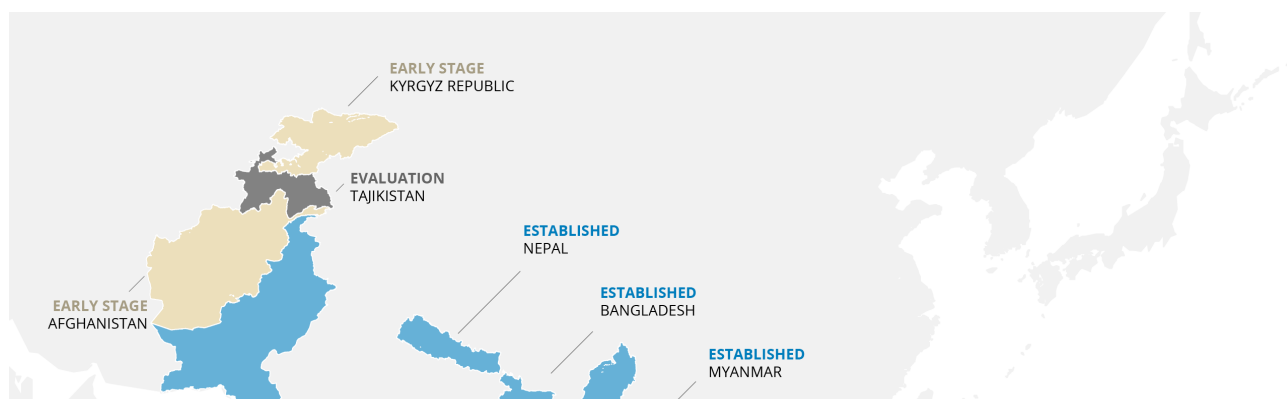 EARLY STAGE
KYRGYZ REPUBLIC
EVALUATION
TAJIKISTAN
ESTABLISHED
NEPAL
ESTABLISHED
BANGLADESH
EARLY STAGE
AFGHANISTAN
ESTABLISHED
MYANMAR